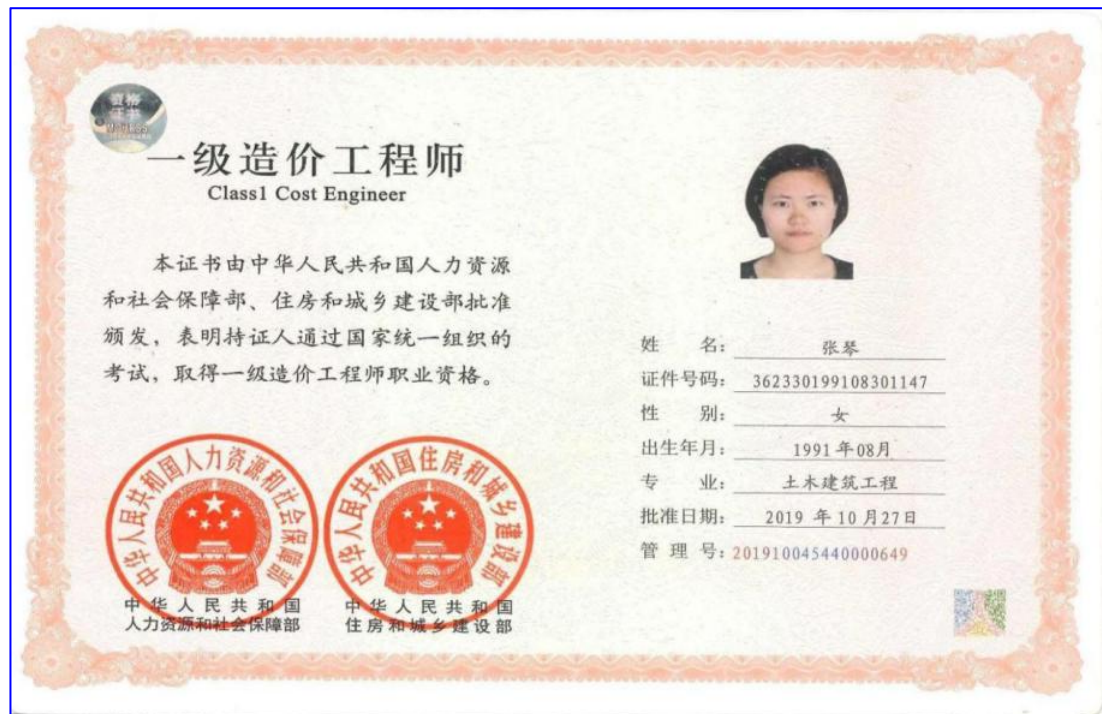 资格
证书
一级造价工程师
Class1 Cost Engineer
本证书由中华人民共和国人力资源
和社会保障部、住房和城乡建设部批准
颁发，表明持证人通过国家统一组织的
考试，取得一级造价工程师职业资格。
中华人民共和国人力资源和社会保障部
中华人民共和国
人力资源和社会保障部
中华人民共和国住房和城乡建设部
中华人民共和国
住房和城乡建设部
姓 名：张琴
证件号码：362330199108301147
性 别：女
出生年月：1991年08月
专 业：土木建筑工程
批准日期：2019 年 10 月27日
管 理 号：201910045440000649